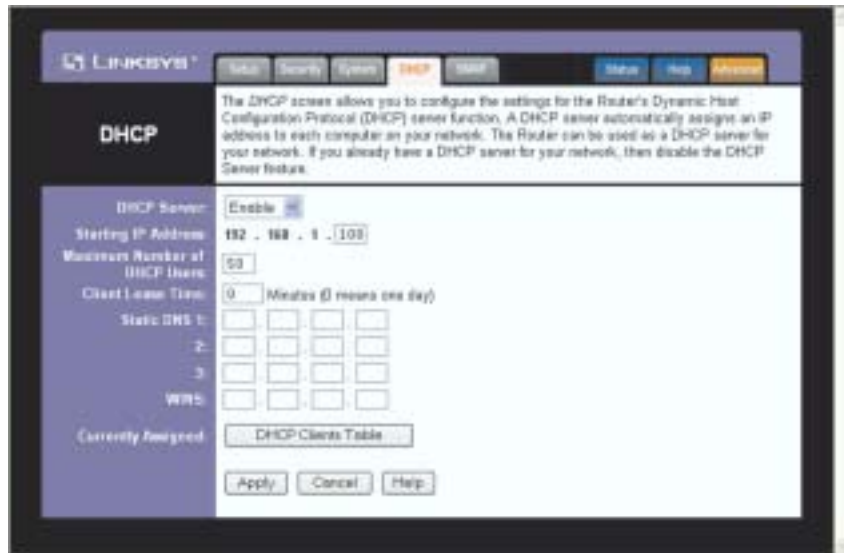 LINKSYS®
Setup Security System DHCP SNMP Status Help Advanced
DHCP
The DHCP screen allows you to configure the settings for the Router's Dynamic Host
Configuration Protocol (DHCP) server function. A DHCP server automatically assigns an IP
address to each computer on your network. The Router can be used as a DHCP server for
your network. If you already have a DHCP server for your network, then disable the DHCP
Server feature.
DHCP Server: Enable
Starting IP Address: 192 . 168 . 1 . 100
Maximum Number of
DHCP Users: 50
Client Lease Time: 0 Minutes (0 means one day)
Static DNS 1:
2:
3:
WINS:
Currently Assigned: DHCP Clients Table
Apply Cancel Help